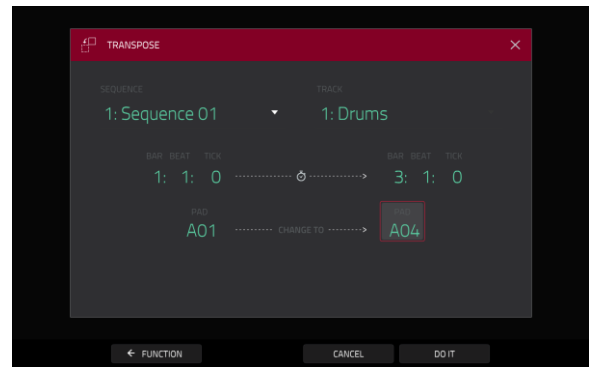 TRANSPOSE
SEQUENCE TRACK
1: Sequence 01 1: Drums
BAR BEAT TICK BAR BEAT TICK
1: 1: 0 3: 1: 0
PAD PAD
A01 CHANGE TO A04
← FUNCTION CANCEL DO IT